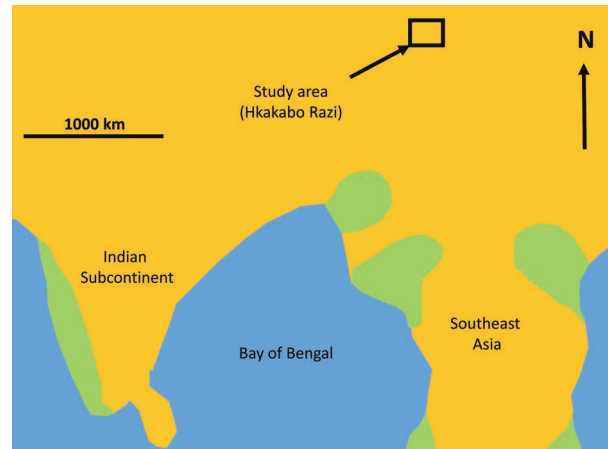 N
Study area
(Hkakabo Razi)
1000 km
Indian
Subcontinent
Bay of Bengal
Southeast
Asia